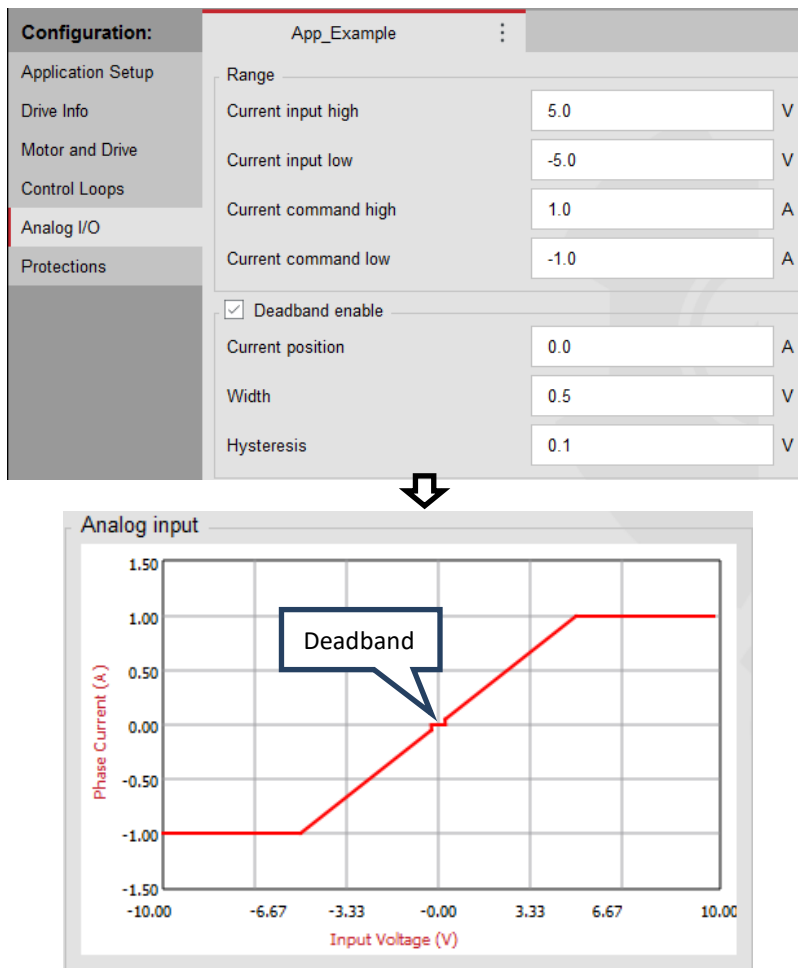 Configuration:
App_Example
Application Setup
Drive Info
Motor and Drive
Control Loops
Analog I/O
Protections
Range
Current input high 5.0 V
Current input low -5.0 V
Current command high 1.0 A
Current command low -1.0 A
Deadband enable
Current position 0.0 A
Width 0.5 V
Hysteresis 0.1 V
Analog input
1.50
1.00
0.50
0.00
-0.50
-1.00
-1.50
Phase Current (A)
Deadband
-10.00 -6.67 -3.33 -0.00 3.33 6.67 10.00
Input Voltage (V)